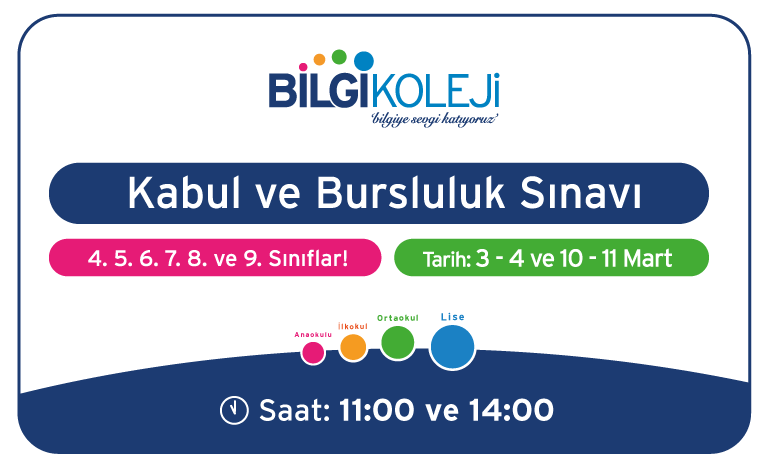 BİLGİKOLEJİ
'bilgiye sevgi katıyoruz'
Kabul ve Bursluluk Sınavı
4. 5. 6. 7. 8. ve 9. Sınıflar!
Tarih: 3 - 4 ve 10 - 11 Mart
Anaokulu
İlkokul
Ortaokul
Lise
Saat: 11:00 ve 14:00